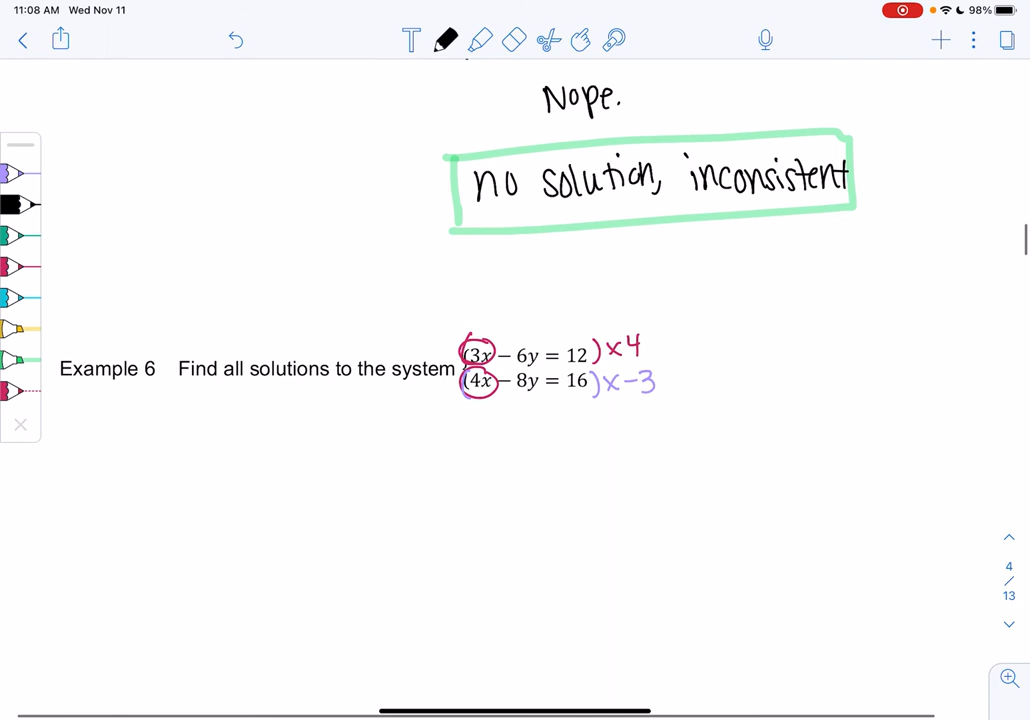 11:08 AM Wed Nov 11
98%
T
Nope.
no solution, inconsistent
(3x − 6y = 12) x 4
Example 6 Find all solutions to the system
(4x − 8y = 16) x −3
4
/
13